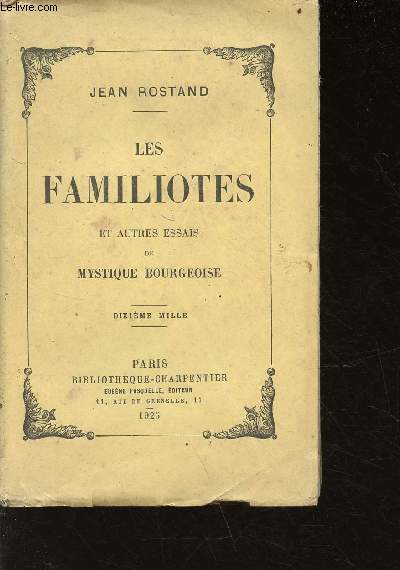 www.le-livre.com
JEAN ROSTAND
LES
FAMILIOTES
ET AUTRES ESSAIS
DE
MYSTIQUE BOURGEOISE
DIXIÈME MILLE
PARIS
BIBLIOTHÈQUE-CHARPENTIER
EUGÈNE FASQUELLE, ÉDITEUR
11, RUE DE GRENELLE, 11
1925